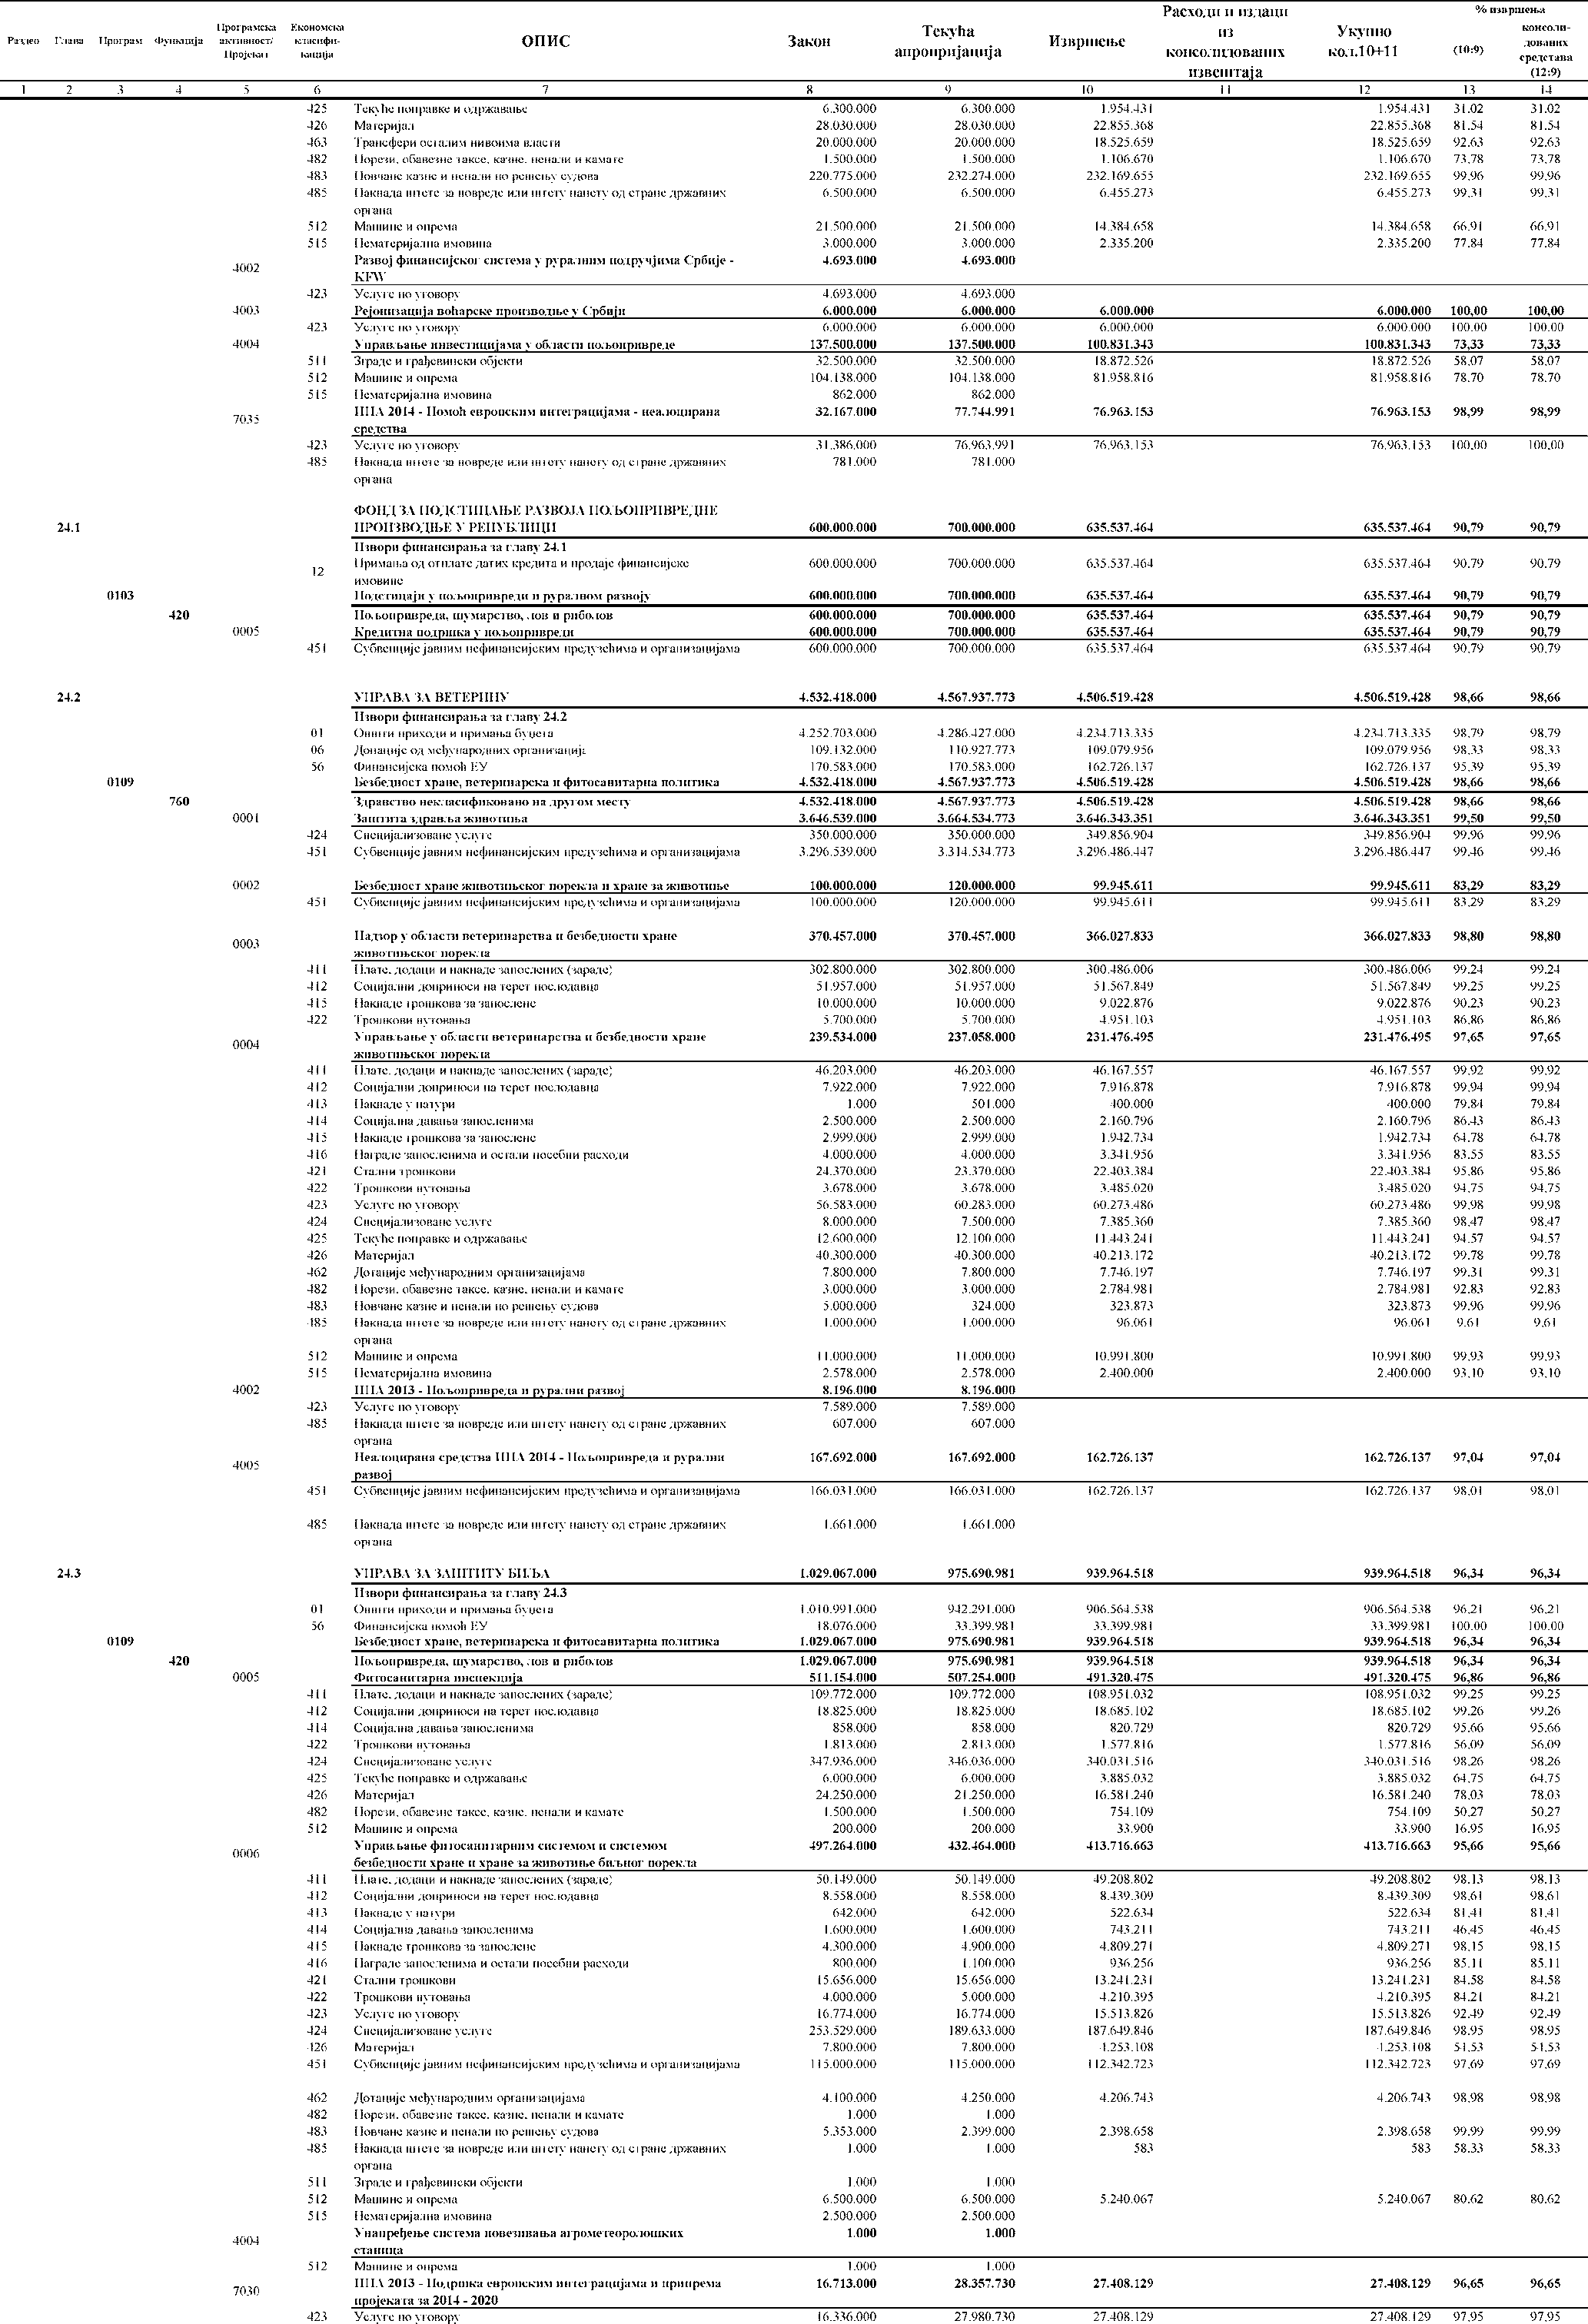 Раздео Глава Програм Функција Програмска активност/ Пројекат Економска класифи-кација ОПИС Закон Текућа апропријација Извршење Расходи и издаци из консолидованих извештаја Укупно кол.10+11 % извршења (10:9) консоли-дованих средстава (12:9)
1 2 3 4 5 6 7 8 9 10 11 12 13 14
425 Текуће поправке и одржавање 6.300.000 6.300.000 1.954.431 1.954.431 31,02 31,02
426 Материјал 28.030.000 28.030.000 22.855.368 22.855.368 81,54 81,54
463 Трансфери осталим нивоима власти 20.000.000 20.000.000 18.525.659 18.525.659 92,63 92,63
482 Порези, обавезне таксе, казне, пенали и камате 1.500.000 1.500.000 1.106.670 1.106.670 73,78 73,78
483 Новчане казне и пенали по решењу судова 220.775.000 232.274.000 232.169.655 232.169.655 99,96 99,96
485 Накнада штете за повреде или штету нанету од стране државних 6.500.000 6.500.000 6.455.273 6.455.273 99,31 99,31
органа
512 Машине и опрема 21.500.000 21.500.000 14.384.658 14.384.658 66,91 66,91
515 Нематеријална имовина 3.000.000 3.000.000 2.335.200 2.335.200 77,84 77,84
4002 Развој финансијског система у руралним подручјима Србије - 4.693.000 4.693.000
KFW
423 Услуге по уговору 4.693.000 4.693.000
4003 Рејонизација воћарске производње у Србији 6.000.000 6.000.000 6.000.000 6.000.000 100,00 100,00
423 Услуге по уговору 6.000.000 6.000.000 6.000.000 6.000.000 100,00 100,00
4004 Управљање инвестицијама у области пољопривреде 137.500.000 137.500.000 100.831.343 100.831.343 73,33 73,33
511 Зграде и грађевински објекти 32.500.000 32.500.000 18.872.526 18.872.526 58,07 58,07
512 Машине и опрема 104.138.000 104.138.000 81.958.816 81.958.816 78,70 78,70
515 Нематеријална имовина 862.000 862.000
7035 ИПА 2014 - Помоћ европским интеграцијама - неалоцирана 32.167.000 77.744.991 76.963.153 76.963.153 98,99 98,99
средства
423 Услуге по уговору 31.386.000 76.963.991 76.963.153 76.963.153 100,00 100,00
485 Накнада штете за повреде или штету нанету од стране државних 781.000 781.000
органа
ФОНД ЗА ПОДСТИЦАЊЕ РАЗВОЈА ПОЉОПРИВРЕДНЕ
24.1 ПРОИЗВОДЊЕ У РЕПУБЛИЦИ 600.000.000 700.000.000 635.537.464 635.537.464 90,79 90,79
Извори финансирања за главу 24.1
12 Примања од отплате датих кредита и продаје финансијске 600.000.000 700.000.000 635.537.464 635.537.464 90,79 90,79
имовине
0103 Подстицаји у пољопривреди и руралном развоју 600.000.000 700.000.000 635.537.464 635.537.464 90,79 90,79
420 Пољопривреда, шумарство, лов и риболов 600.000.000 700.000.000 635.537.464 635.537.464 90,79 90,79
0005 Кредитна подршка у пољопривреди 600.000.000 700.000.000 635.537.464 635.537.464 90,79 90,79
451 Субвенције јавним нефинансијским предузећима и организацијама 600.000.000 700.000.000 635.537.464 635.537.464 90,79 90,79
24.2 УПРАВА ЗА ВЕТЕРИНУ 4.532.418.000 4.567.937.773 4.506.519.428 4.506.519.428 98,66 98,66
Извори финансирања за главу 24.2
01 Општи приходи и примања буџета 4.252.703.000 4.286.427.000 4.234.713.335 4.234.713.335 98,79 98,79
06 Донације од међународних организација 109.132.000 110.927.773 109.079.956 109.079.956 98,33 98,33
56 Финансијска помоћ ЕУ 170.583.000 170.583.000 162.726.137 162.726.137 95,39 95,39
0109 Безбедност хране, ветеринарска и фитосанитарна политика 4.532.418.000 4.567.937.773 4.506.519.428 4.506.519.428 98,66 98,66
760 Здравство некласификовано на другом месту 4.532.418.000 4.567.937.773 4.506.519.428 4.506.519.428 98,66 98,66
0001 Заштита здравља животиња 3.646.539.000 3.664.534.773 3.646.343.351 3.646.343.351 99,50 99,50
424 Специјализоване услуге 350.000.000 350.000.000 349.856.904 349.856.904 99,96 99,96
451 Субвенције јавним нефинансијским предузећима и организацијама 3.296.539.000 3.314.534.773 3.296.486.447 3.296.486.447 99,46 99,46
0002 Безбедност хране животињског порекла и хране за животиње 100.000.000 120.000.000 99.945.611 99.945.611 83,29 83,29
451 Субвенције јавним нефинансијским предузећима и организацијама 100.000.000 120.000.000 99.945.611 99.945.611 83,29 83,29
0003 Надзор у области ветеринарства и безбедности хране 370.457.000 370.457.000 366.027.833 366.027.833 98,80 98,80
животињског порекла
411 Плате, додаци и накнаде запослених (зараде) 302.800.000 302.800.000 300.486.006 300.486.006 99,24 99,24
412 Социјални доприноси на терет послодавца 51.957.000 51.957.000 51.567.849 51.567.849 99,25 99,25
415 Накнаде трошкова за запослене 10.000.000 10.000.000 9.022.876 9.022.876 90,23 90,23
422 Трошкови путовања 5.700.000 5.700.000 4.951.103 4.951.103 86,86 86,86
0004 Управљање у области ветеринарства и безбедности хране 239.534.000 237.058.000 231.476.495 231.476.495 97,65 97,65
животињског порекла
411 Плате, додаци и накнаде запослених (зараде) 46.203.000 46.203.000 46.167.557 46.167.557 99,92 99,92
412 Социјални доприноси на терет послодавца 7.922.000 7.922.000 7.916.878 7.916.878 99,94 99,94
413 Накнаде у натури 1.000 501.000 400.000 400.000 79,84 79,84
414 Социјална давања запосленима 2.500.000 2.500.000 2.160.796 2.160.796 86,43 86,43
415 Накнаде трошкова за запослене 2.999.000 2.999.000 1.942.734 1.942.734 64,78 64,78
416 Награде запосленима и остали посебни расходи 4.000.000 4.000.000 3.341.956 3.341.956 83,55 83,55
421 Стални трошкови 24.370.000 23.370.000 22.403.384 22.403.384 95,86 95,86
422 Трошкови путовања 3.678.000 3.678.000 3.485.020 3.485.020 94,75 94,75
423 Услуге по уговору 56.583.000 60.283.000 60.273.486 60.273.486 99,98 99,98
424 Специјализоване услуге 8.000.000 7.500.000 7.385.360 7.385.360 98,47 98,47
425 Текуће поправке и одржавање 12.600.000 12.100.000 11.443.241 11.443.241 94,57 94,57
426 Материјал 40.300.000 40.300.000 40.213.172 40.213.172 99,78 99,78
462 Дотације међународним организацијама 7.800.000 7.800.000 7.746.197 7.746.197 99,31 99,31
482 Порези, обавезне таксе, казне, пенали и камате 3.000.000 3.000.000 2.784.981 2.784.981 92,83 92,83
483 Новчане казне и пенали по решењу судова 5.000.000 324.000 323.873 323.873 99,96 99,96
485 Накнада штете за повреде или штету нанету од стране државних 1.000.000 1.000.000 96.061 96.061 9,61 9,61
органа
512 Машине и опрема 11.000.000 11.000.000 10.991.800 10.991.800 99,93 99,93
515 Нематеријална имовина 2.578.000 2.578.000 2.400.000 2.400.000 93,10 93,10
4002 ИПА 2013 - Пољопривреда и рурални развој 8.196.000 8.196.000
423 Услуге по уговору 7.589.000 7.589.000
485 Накнада штете за повреде или штету нанету од стране државних 607.000 607.000
органа
4005 Неалоцирана средства ИПА 2014 - Пољопривреда и рурални 167.692.000 167.692.000 162.726.137 162.726.137 97,04 97,04
развој
451 Субвенције јавним нефинансијским предузећима и организацијама 166.031.000 166.031.000 162.726.137 162.726.137 98,01 98,01
485 Накнада штете за повреде или штету нанету од стране државних 1.661.000 1.661.000
органа
24.3 УПРАВА ЗА ЗАШТИТУ БИЉА 1.029.067.000 975.690.981 939.964.518 939.964.518 96,34 96,34
Извори финансирања за главу 24.3
01 Општи приходи и примања буџета 1.010.991.000 942.291.000 906.564.538 906.564.538 96,21 96,21
56 Финансијска помоћ ЕУ 18.076.000 33.399.981 33.399.981 33.399.981 100,00 100,00
0109 Безбедност хране, ветеринарска и фитосанитарна политика 1.029.067.000 975.690.981 939.964.518 939.964.518 96,34 96,34
420 Пољопривреда, шумарство, лов и риболов 1.029.067.000 975.690.981 939.964.518 939.964.518 96,34 96,34
0005 Фитосанитарна инспекција 511.154.000 507.254.000 491.320.475 491.320.475 96,86 96,86
411 Плате, додаци и накнаде запослених (зараде) 109.772.000 109.772.000 108.951.032 108.951.032 99,25 99,25
412 Социјални доприноси на терет послодавца 18.825.000 18.825.000 18.685.102 18.685.102 99,26 99,26
414 Социјална давања запосленима 858.000 858.000 820.729 820.729 95,66 95,66
422 Трошкови путовања 1.813.000 2.813.000 1.577.816 1.577.816 56,09 56,09
424 Специјализоване услуге 347.936.000 346.036.000 340.031.516 340.031.516 98,26 98,26
425 Текуће поправке и одржавање 6.000.000 6.000.000 3.885.032 3.885.032 64,75 64,75
426 Материјал 24.250.000 21.250.000 16.581.240 16.581.240 78,03 78,03
482 Порези, обавезне таксе, казне, пенали и камате 1.500.000 1.500.000 754.109 754.109 50,27 50,27
512 Машине и опрема 200.000 200.000 33.900 33.900 16,95 16,95
0006 Управљање фитосанитарним системом и системом 497.264.000 432.464.000 413.716.663 413.716.663 95,66 95,66
безбедности хране и хране за животиње биљног порекла
411 Плате, додаци и накнаде запослених (зараде) 50.149.000 50.149.000 49.208.802 49.208.802 98,13 98,13
412 Социјални доприноси на терет послодавца 8.558.000 8.558.000 8.439.309 8.439.309 98,61 98,61
413 Накнаде у натури 642.000 642.000 522.634 522.634 81,41 81,41
414 Социјална давања запосленима 1.600.000 1.600.000 743.211 743.211 46,45 46,45
415 Накнаде трошкова за запослене 4.300.000 4.900.000 4.809.271 4.809.271 98,15 98,15
416 Награде запосленима и остали посебни расходи 800.000 1.100.000 936.256 936.256 85,11 85,11
421 Стални трошкови 15.656.000 15.656.000 13.241.231 13.241.231 84,58 84,58
422 Трошкови путовања 4.000.000 5.000.000 4.210.395 4.210.395 84,21 84,21
423 Услуге по уговору 16.774.000 16.774.000 15.513.826 15.513.826 92,49 92,49
424 Специјализоване услуге 253.529.000 189.633.000 187.649.846 187.649.846 98,95 98,95
426 Материјал 7.800.000 7.800.000 4.253.108 4.253.108 54,53 54,53
451 Субвенције јавним нефинансијским предузећима и организацијама 115.000.000 115.000.000 112.342.723 112.342.723 97,69 97,69
462 Дотације међународним организацијама 4.100.000 4.250.000 4.206.743 4.206.743 98,98 98,98
482 Порези, обавезне таксе, казне, пенали и камате 1.000 1.000
483 Новчане казне и пенали по решењу судова 5.353.000 2.399.000 2.398.658 2.398.658 99,99 99,99
485 Накнада штете за повреде или штету нанету од стране државних 1.000 1.000 583 583 58,33 58,33
органа
511 Зграде и грађевински објекти 1.000 1.000
512 Машине и опрема 6.500.000 6.500.000 5.240.067 5.240.067 80,62 80,62
515 Нематеријална имовина 2.500.000 2.500.000
4004 Унапређење система повезивања агрометеоролошких 1.000 1.000
станица
512 Машине и опрема 1.000 1.000
7030 ИПА 2013 - Подршка европским интеграцијама и припрема 16.713.000 28.357.730 27.408.129 27.408.129 96,65 96,65
пројеката за 2014 - 2020
423 Услуге по уговору 16.336.000 27.980.730 27.408.129 27.408.129 97,95 97,95